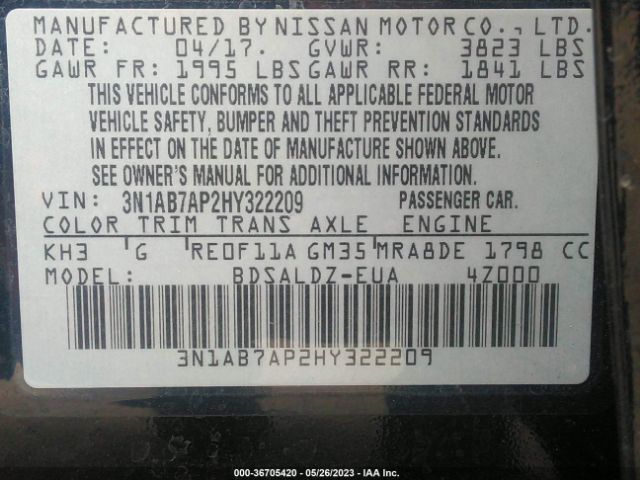 MANUFACTURED BY NISSAN MOTOR CO., LTD.
DATE: 04/17. GVWR: 3823 LBS
GAWR FR: 1995 LBS GAWR RR: 1841 LBS
THIS VEHICLE CONFORMS TO ALL APPLICABLE FEDERAL MOTOR
VEHICLE SAFETY, BUMPER AND THEFT PREVENTION STANDARDS
IN EFFECT ON THE DATE OF MANUFACTURE SHOWN ABOVE.
SEE OWNER'S MANUAL FOR ADDITIONAL INFORMATION.
VIN: 3N1AB7AP2HY322209 PASSENGER CAR.
COLOR TRIM TRANS AXLE ENGINE
KH3 G RE0F11A GM35 MRA8DE 1798 CC
MODEL: BDSALDZ-EUA 4Z000
3N1AB7AP2HY322209
000-36705420 – 05/26/2023 – IAA Inc.